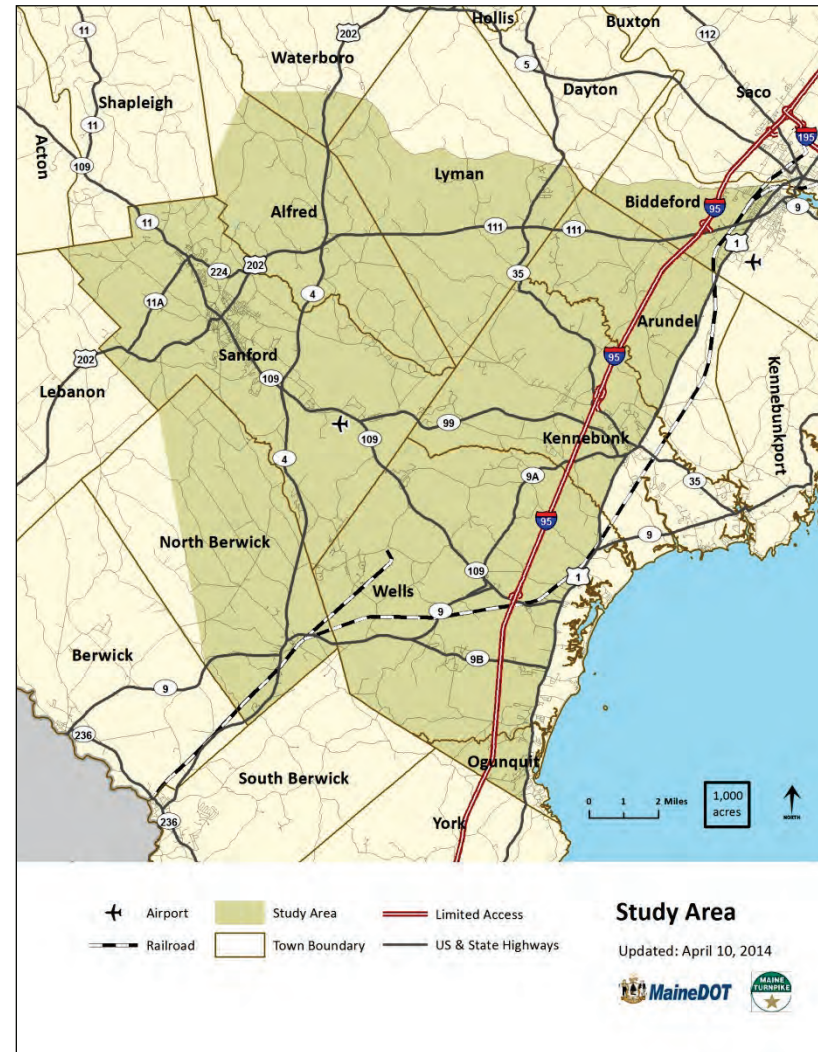 Hollis
Buxton
11
202
112
Waterboro
5
Dayton
Saco
Shapleigh
11
195
Acton
109
Lyman
Biddeford
95
9
Alfred
11
111
111
1
202
224
35
11A
4
Arundel
95
202
Sanford
Lebanon
109
Kennebunkport
109
99
Kennebunk
4
9A
35
95
9
North Berwick
109
1
Wells
9
Berwick
9B
9
236
Ogunquit
South Berwick
0 1 2 Miles
1,000
acres
NORTH
236
York
Airport
Study Area
Limited Access
Study Area
Railroad
Town Boundary
US & State Highways
Updated: April 10, 2014
MaineDOT
MAINE
TURNPIKE